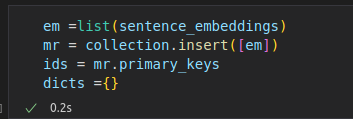 em =list(sentence_embeddings)
mr = collection.insert([em])
ids = mr.primary_keys
dicts ={}
0.2s